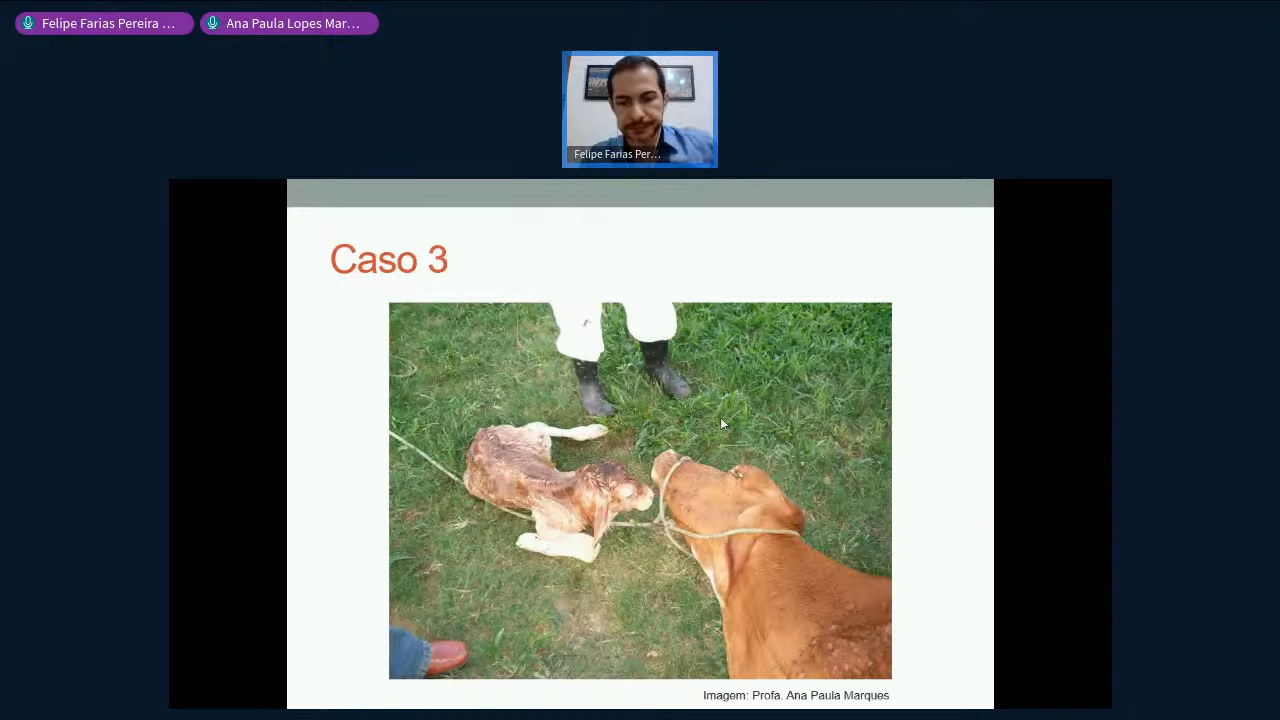 Felipe Farias Pereira ...
Ana Paula Lopes Mar...
Felipe Farias Per...
Caso 3
Imagem: Profa. Ana Paula Marques